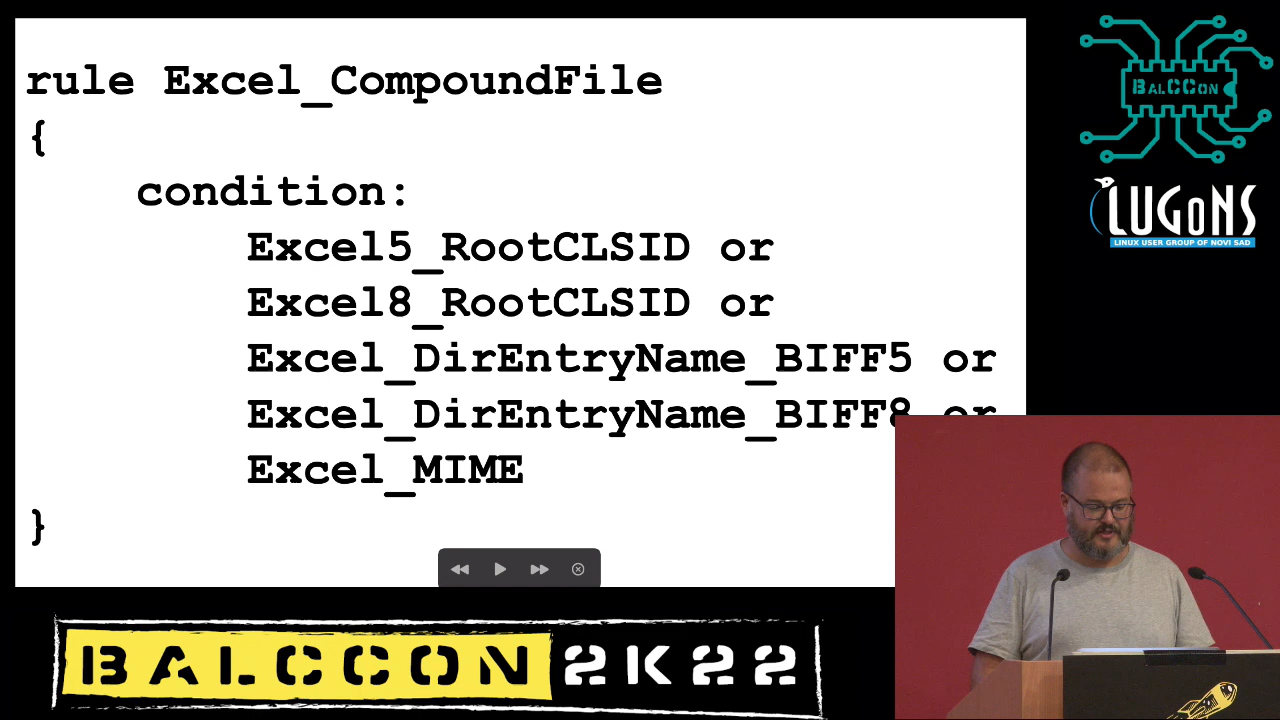 rule Excel_CompoundFile
{
condition:
Excel5_RootCLSID or
Excel8_RootCLSID or
Excel_DirEntryName_BIFF5 or
Excel_DirEntryName_BIFF8 or
Excel_MIME
}
BALCCON
LUGONS
LINUX USER GROUP OF NOVI SAD
BALCCON 2K22